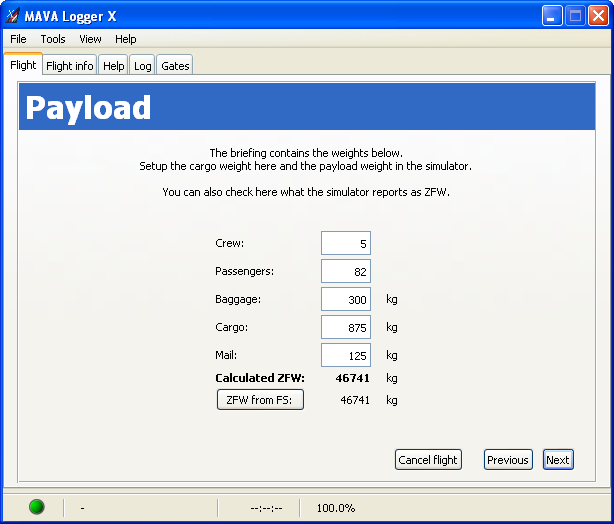 MAVA Logger X
File Tools View Help
Flight Flight info Help Log Gates
Payload
The briefing contains the weights below.
Setup the cargo weight here and the payload weight in the simulator.
You can also check here what the simulator reports as ZFW.
Crew: 5
Passengers: 82
Baggage: 300 kg
Cargo: 875 kg
Mail: 125 kg
Calculated ZFW: 46741 kg
ZFW from FS: 46741 kg
Cancel flight Previous Next
- --:--:-- 100.0%